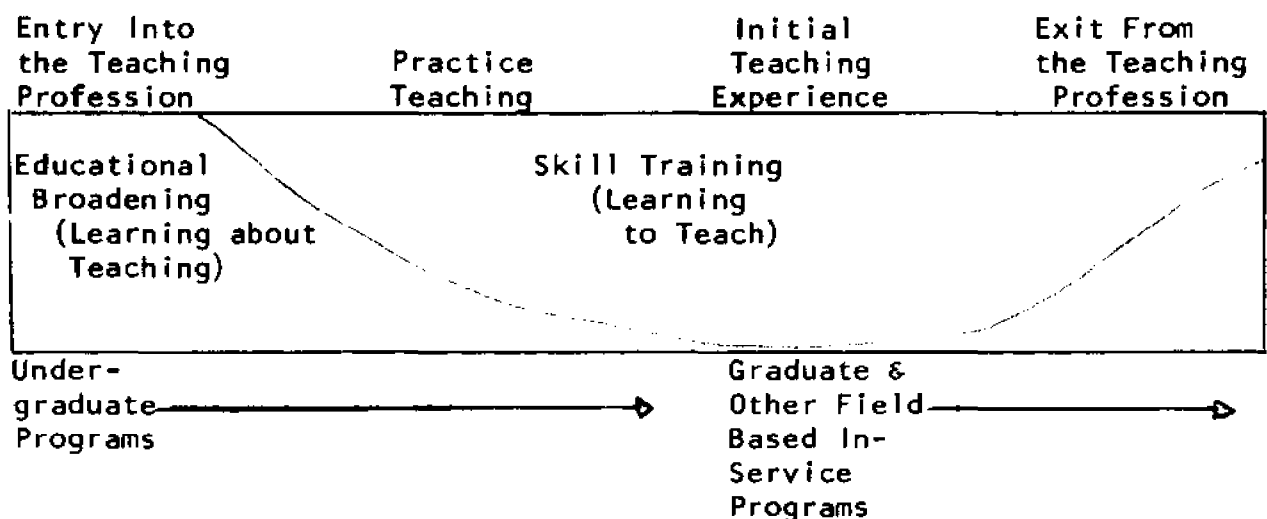 Entry Into
the Teaching
Profession
Practice
Teaching
Initial
Teaching
Experience
Exit From
the Teaching
Profession
Educational
Broadening
(Learning about
Teaching)
Skill Training
(Learning
to Teach)
Under-
graduate
Programs
Graduate &
Other Field
Based In-
Service
Programs